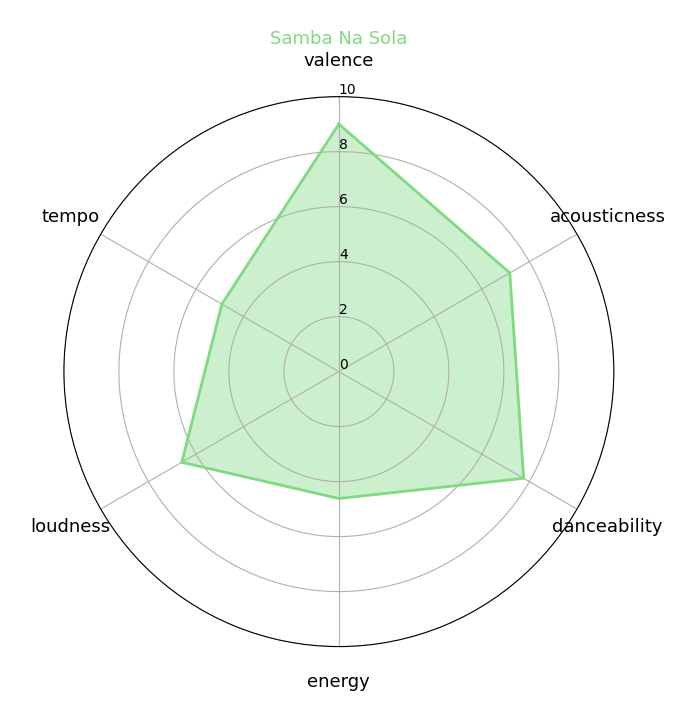 Samba Na Sola
valence
10
8
6
4
2
0
tempo
acousticness
loudness
danceability
energy